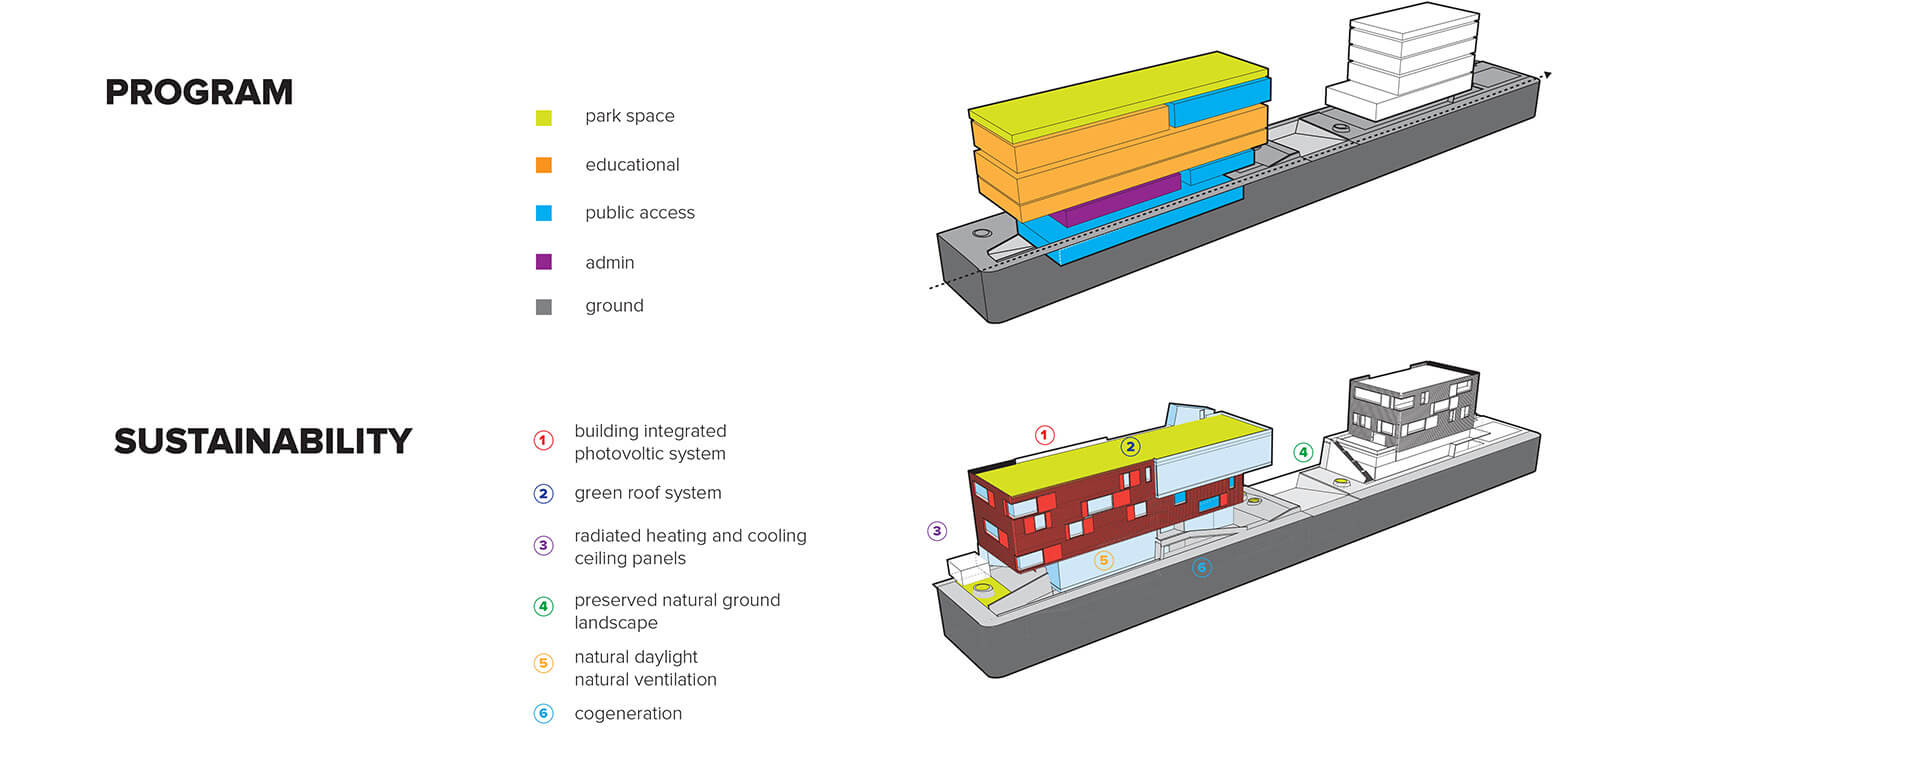 PROGRAM
park space
educational
public access
admin
ground
SUSTAINABILITY
1 building integrated
photovoltic system
2 green roof system
3 radiated heating and cooling
ceiling panels
4 preserved natural ground
landscape
5 natural daylight
natural ventilation
6 cogeneration
1
2
3
4
5
6